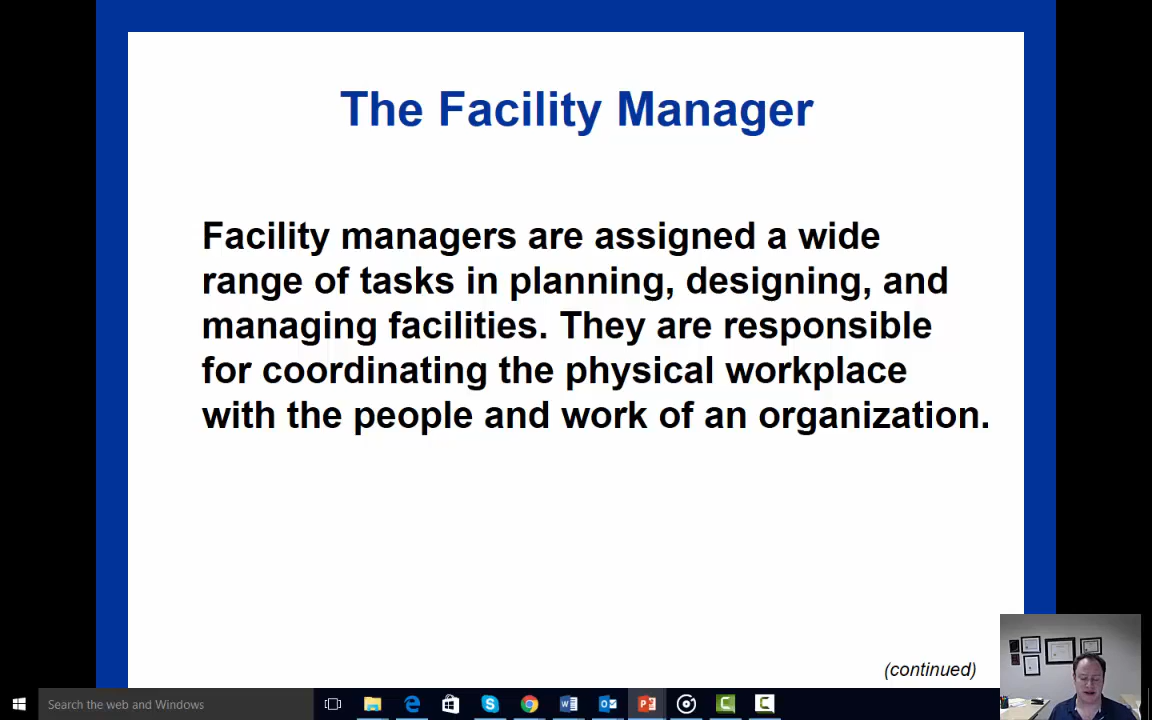 The Facility Manager
Facility managers are assigned a wide
range of tasks in planning, designing, and
managing facilities. They are responsible
for coordinating the physical workplace
with the people and work of an organization.
(continued)
Search the web and Windows